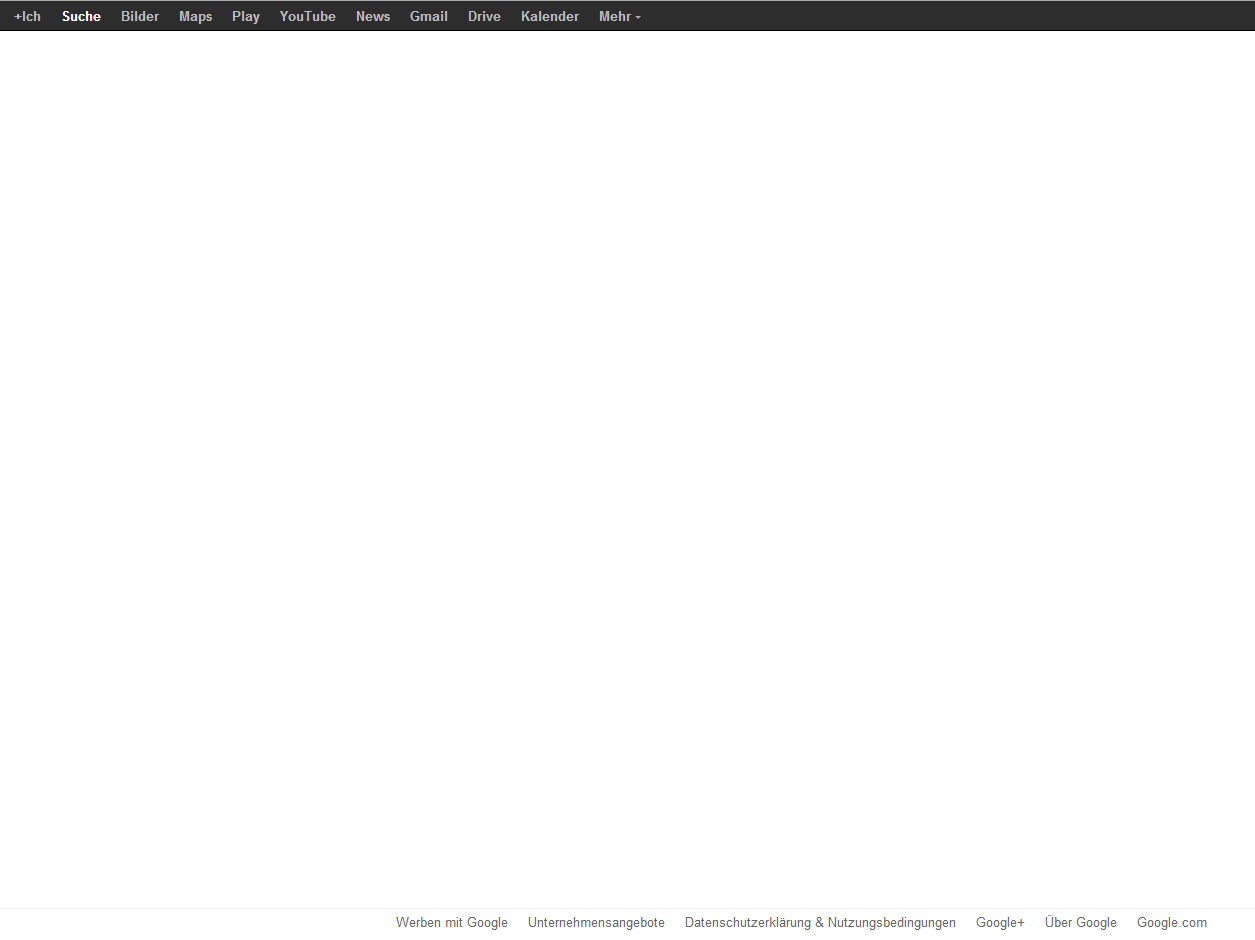 +Ich Suche Bilder Maps Play YouTube News Gmail Drive Kalender Mehr
Werben mit Google Unternehmensangebote Datenschutzerklärung & Nutzungsbedingungen Google+ Über Google Google.com